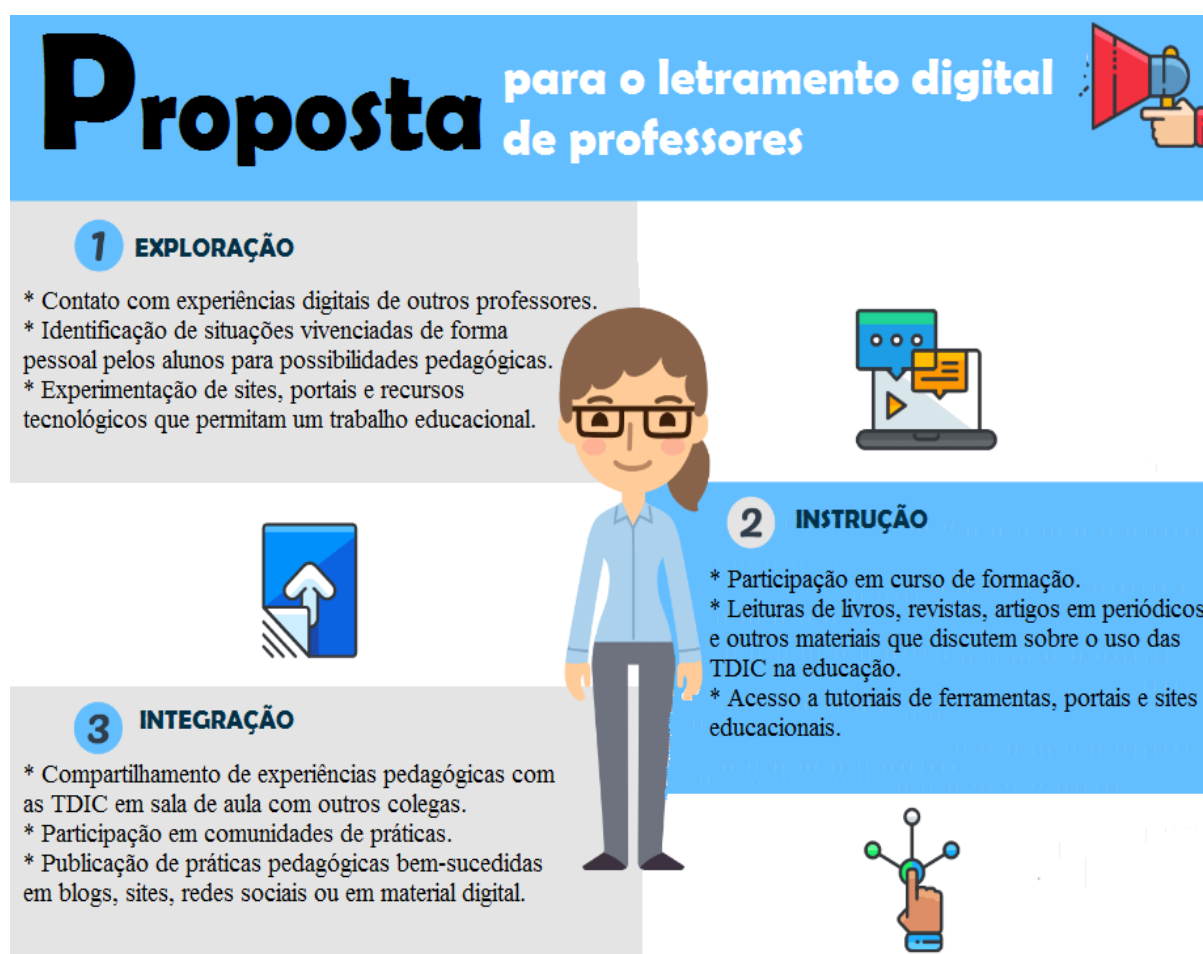 Proposta para o letramento digital
de professores
1 EXPLORAÇÃO
* Contato com experiências digitais de outros professores.
* Identificação de situações vivenciadas de forma
pessoal pelos alunos para possibilidades pedagógicas.
* Experimentação de sites, portais e recursos
tecnológicos que permitam um trabalho educacional.
2 INSTRUÇÃO
* Participação em curso de formação.
* Leituras de livros, revistas, artigos em periódicos
e outros materiais que discutem sobre o uso das
TDIC na educação.
* Acesso a tutoriais de ferramentas, portais e sites
educacionais.
3 INTEGRAÇÃO
* Compartilhamento de experiências pedagógicas com
as TDIC em sala de aula com outros colegas.
* Participação em comunidades de práticas.
* Publicação de práticas pedagógicas bem-sucedidas
em blogs, sites, redes sociais ou em material digital.